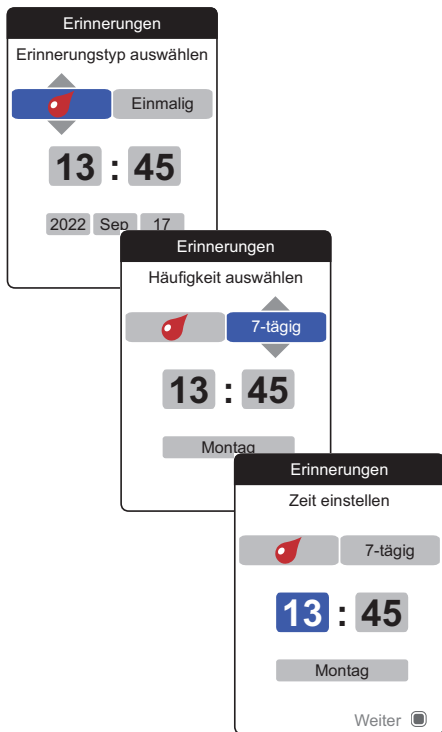 Erinnerungen
Erinnerungstyp auswählen
Einmalig
13 : 45
2022 Sep 17
Erinnerungen
Häufigkeit auswählen
7-tägig
13 : 45
Montag
Erinnerungen
Zeit einstellen
7-tägig
13 : 45
Montag
Weiter